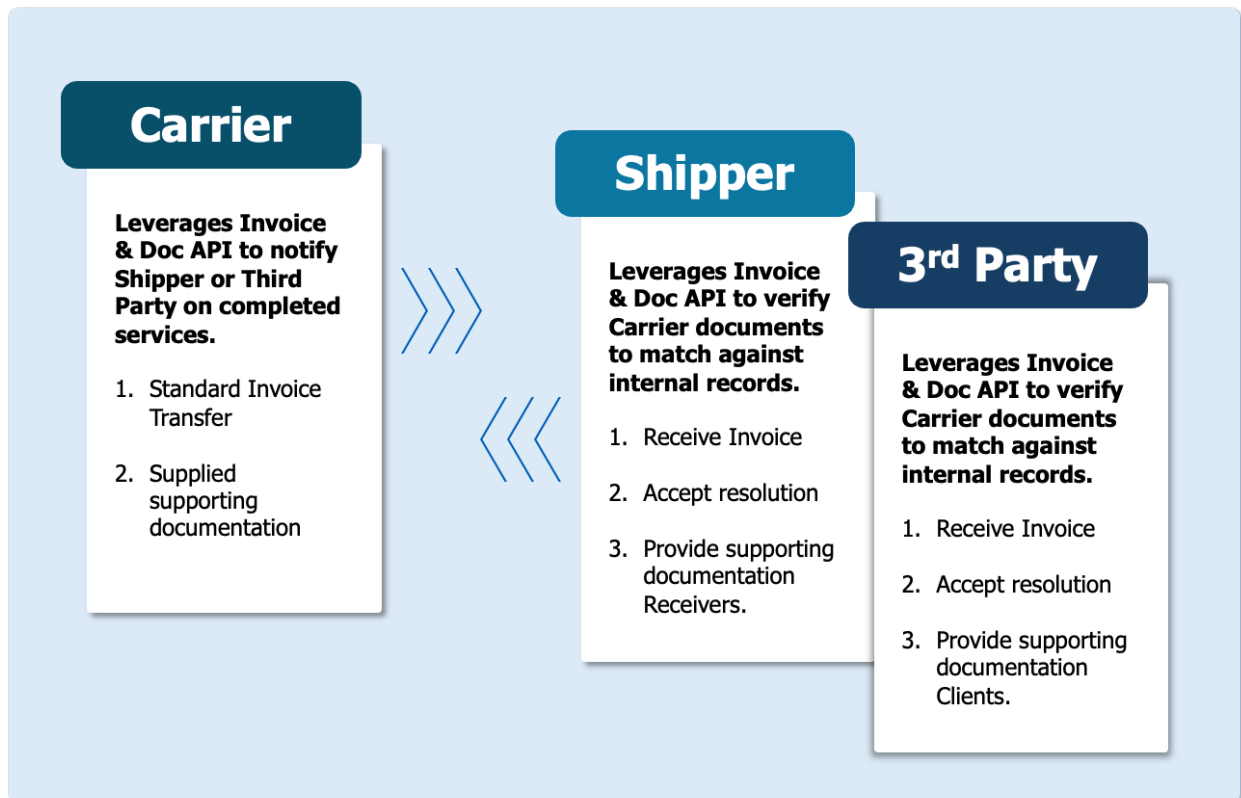 Carrier
Leverages Invoice
& Doc API to notify
Shipper or Third
Party on completed
services.
1. Standard Invoice
Transfer
2. Supplied
supporting
documentation
Shipper
Leverages Invoice
& Doc API to verify
Carrier documents
to match against
internal records.
1. Receive Invoice
2. Accept resolution
3. Provide supporting
documentation
Receivers.
3rd Party
Leverages Invoice
& Doc API to verify
Carrier documents
to match against
internal records.
1. Receive Invoice
2. Accept resolution
3. Provide supporting
documentation
Clients.